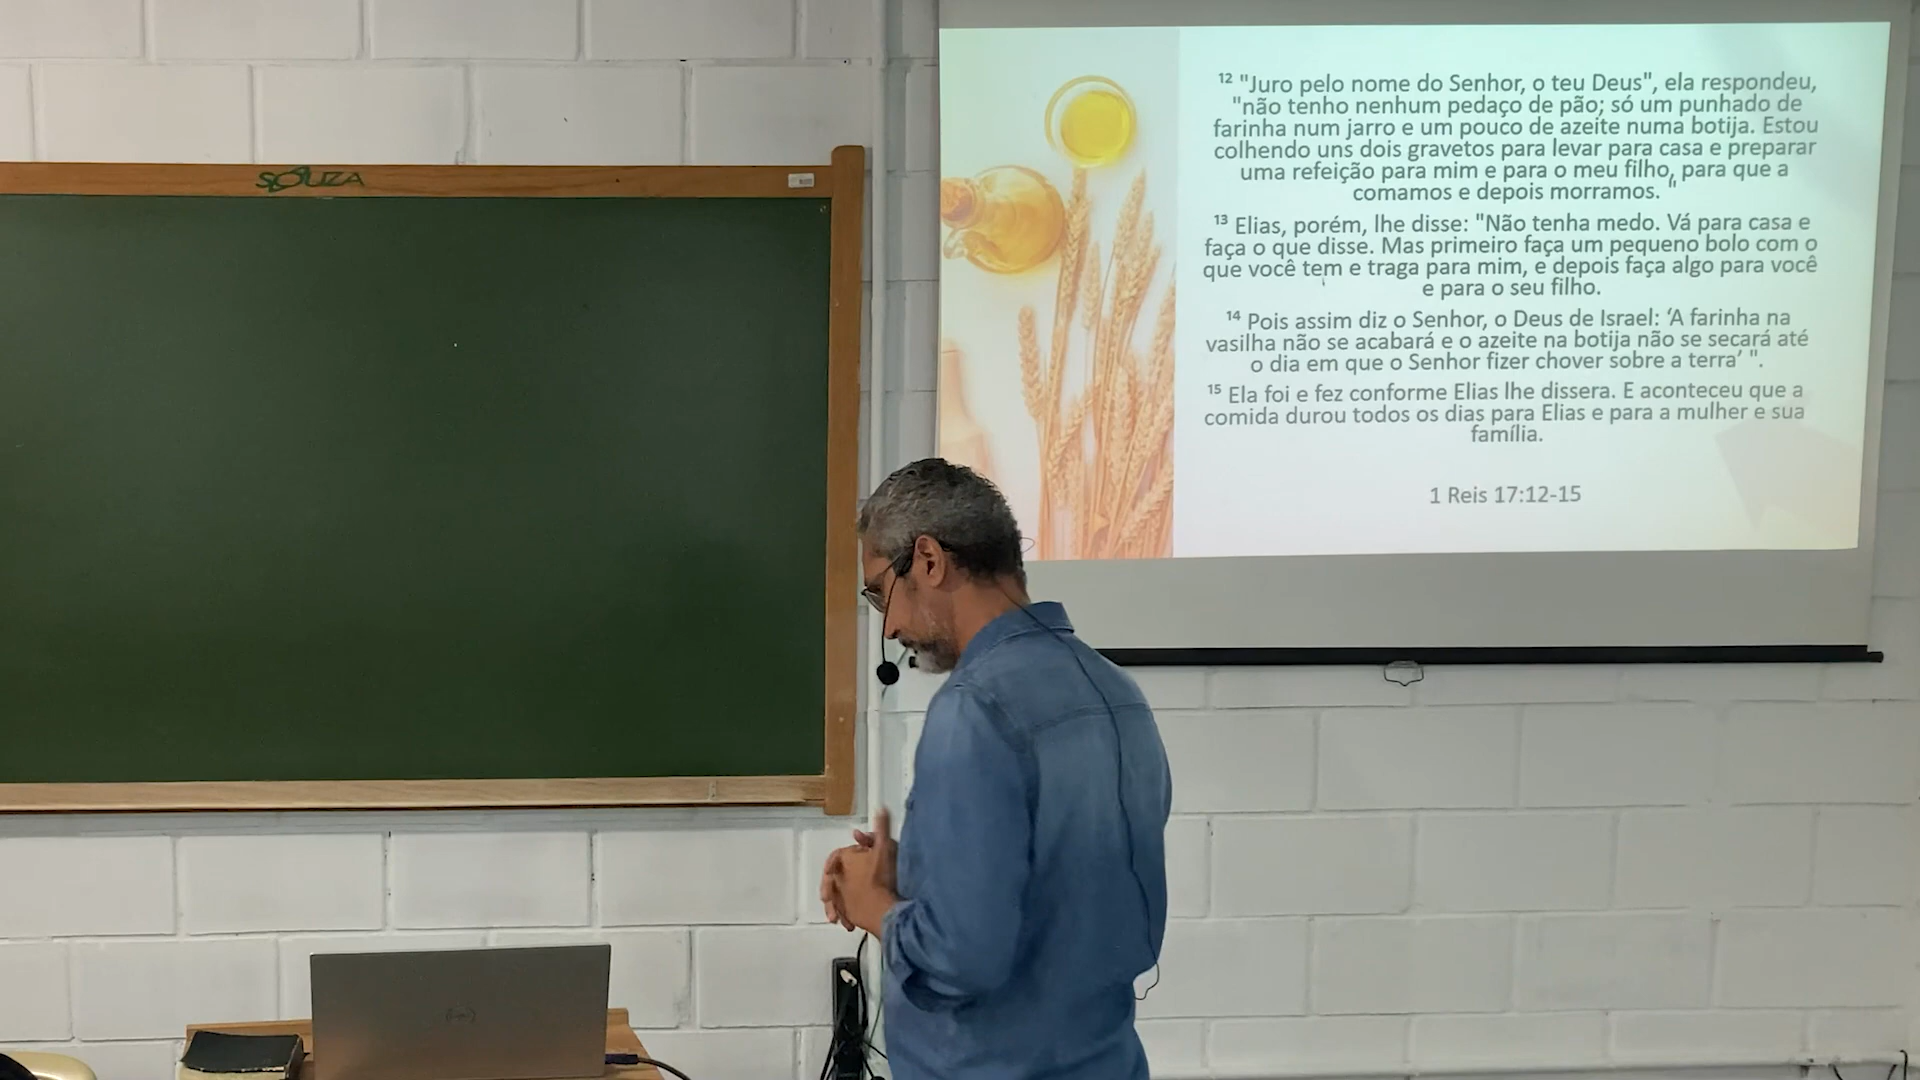 SOUZA
12 "Juro pelo nome do Senhor, o teu Deus", ela respondeu,
"não tenho nenhum pedaço de pão; só um punhado de
farinha num jarro e um pouco de azeite numa botija. Estou
colhendo uns dois gravetos para levar para casa e preparar
uma refeição para mim e para o meu filho, para que a
comamos e depois morramos. "
13 Elias, porém, lhe disse: "Não tenha medo. Vá para casa e
faça o que disse. Mas primeiro faça um pequeno bolo com o
que você tem e traga para mim, e depois faça algo para você
e para o seu filho.
14 Pois assim diz o Senhor, o Deus de Israel: ‘A farinha na
vasilha não se acabará e o azeite na botija não se secará até
o dia em que o Senhor fizer chover sobre a terra’ ".
15 Ela foi e fez conforme Elias lhe dissera. E aconteceu que a
comida durou todos os dias para Elias e para a mulher e sua
família.
1 Reis 17:12-15